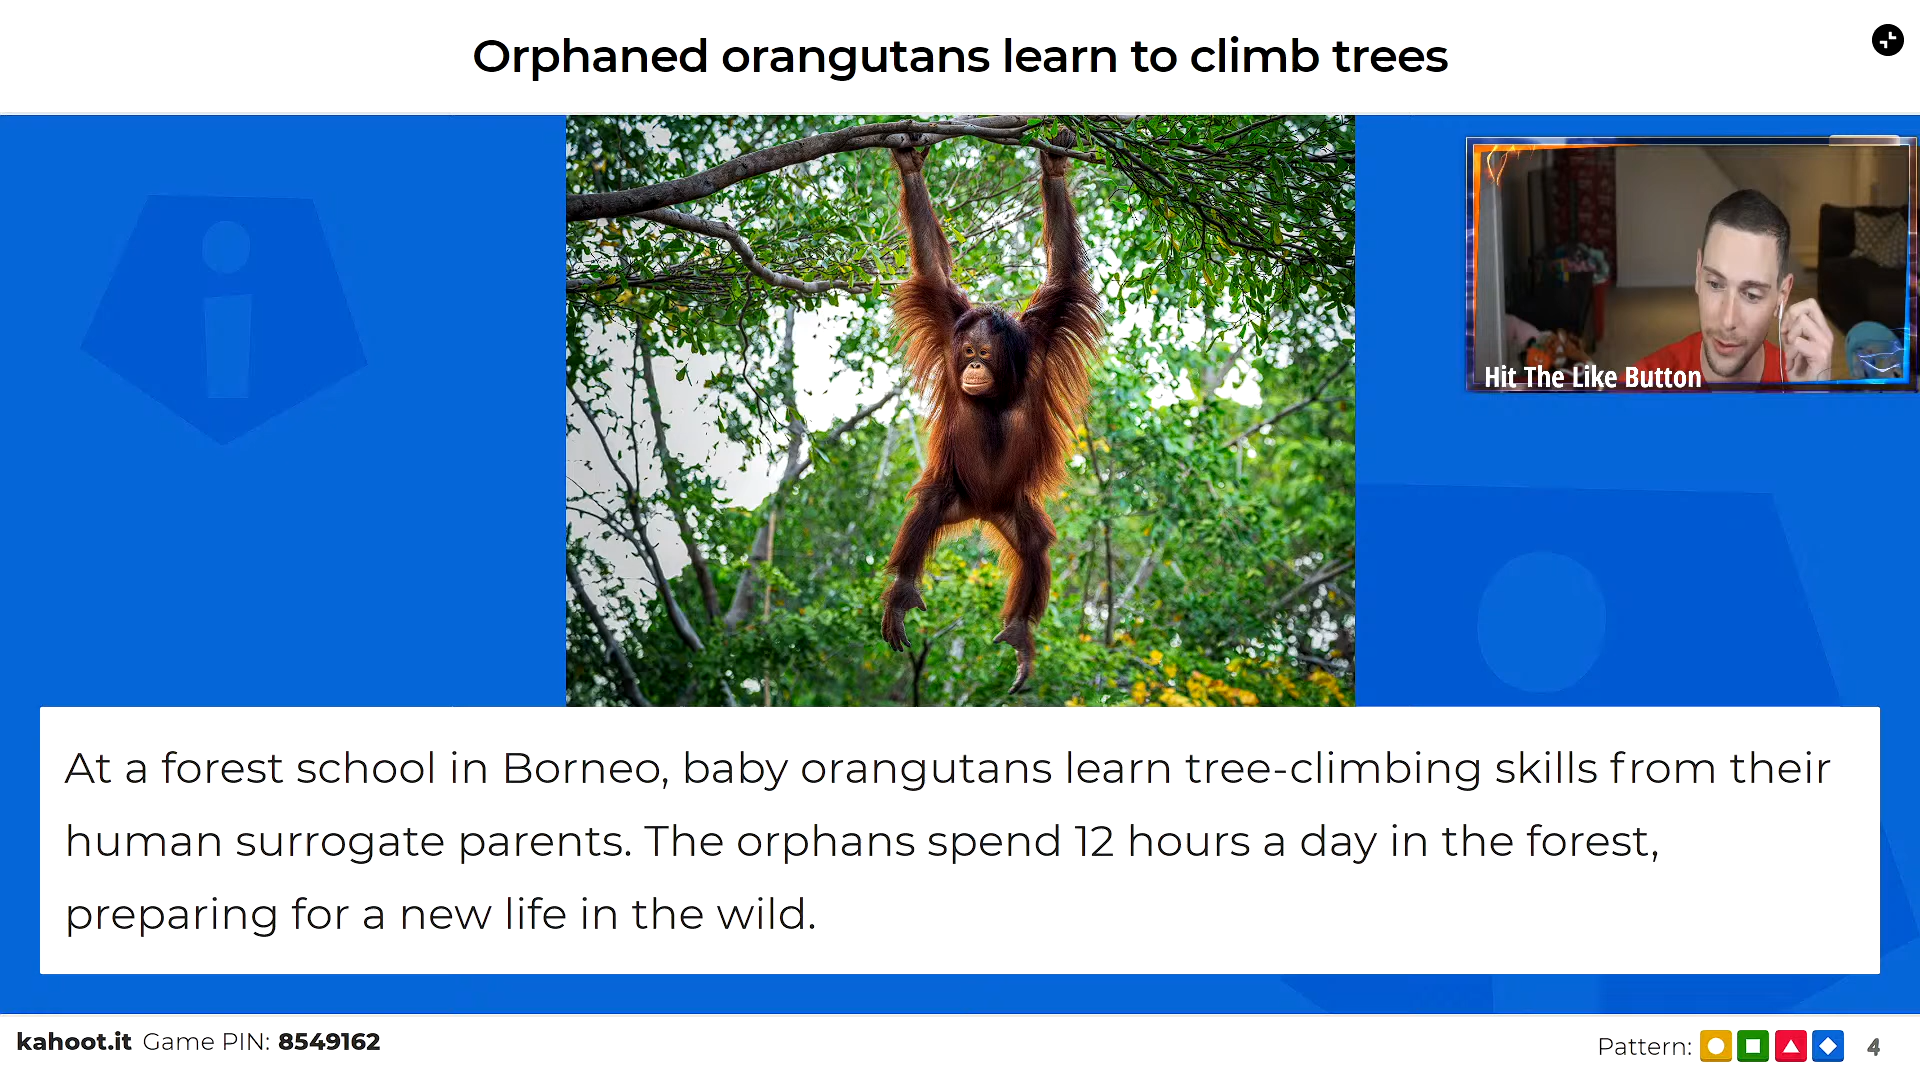 Orphaned orangutans learn to climb trees
Hit The Like Button
At a forest school in Borneo, baby orangutans learn tree-climbing skills from their
human surrogate parents. The orphans spend 12 hours a day in the forest,
preparing for a new life in the wild.
kahoot.it Game PIN: 8549162
Pattern: 4